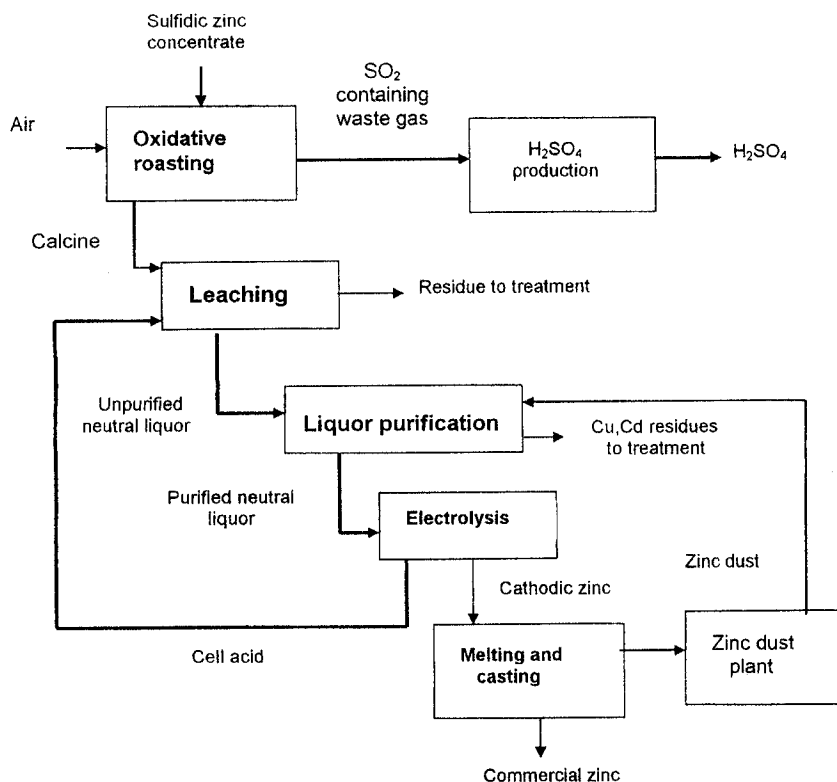 Sulfidic zinc
concentrate
SO₂
containing
waste gas
Air
Oxidative
roasting
H₂SO₄
production
H₂SO₄
Calcine
Leaching
Residue to treatment
Unpurified
neutral liquor
Liquor purification
Cu,Cd residues
to treatment
Purified neutral
liquor
Electrolysis
Zinc dust
Cathodic zinc
Cell acid
Melting and
casting
Zinc dust
plant
Commercial zinc